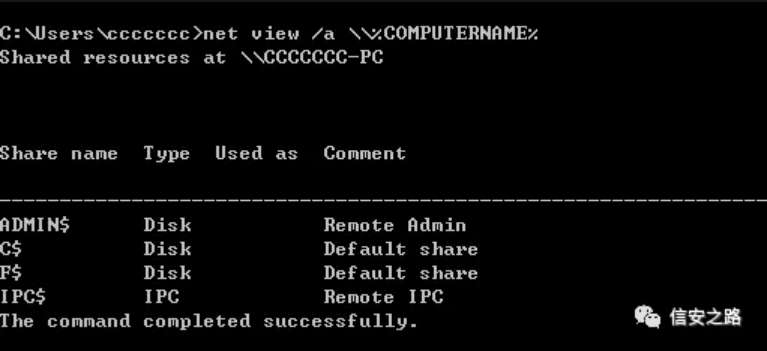 C:\Users\ccccccc>net view /a \\%COMPUTERNAME%
Shared resources at \\CCCCCCC-PC
Share name  Type  Used as  Comment
-------------------------------------------------------------------------------
ADMIN$      Disk           Remote Admin
C$          Disk           Default share
F$          Disk           Default share
IPC$        IPC            Remote IPC
The command completed successfully.
信安之路